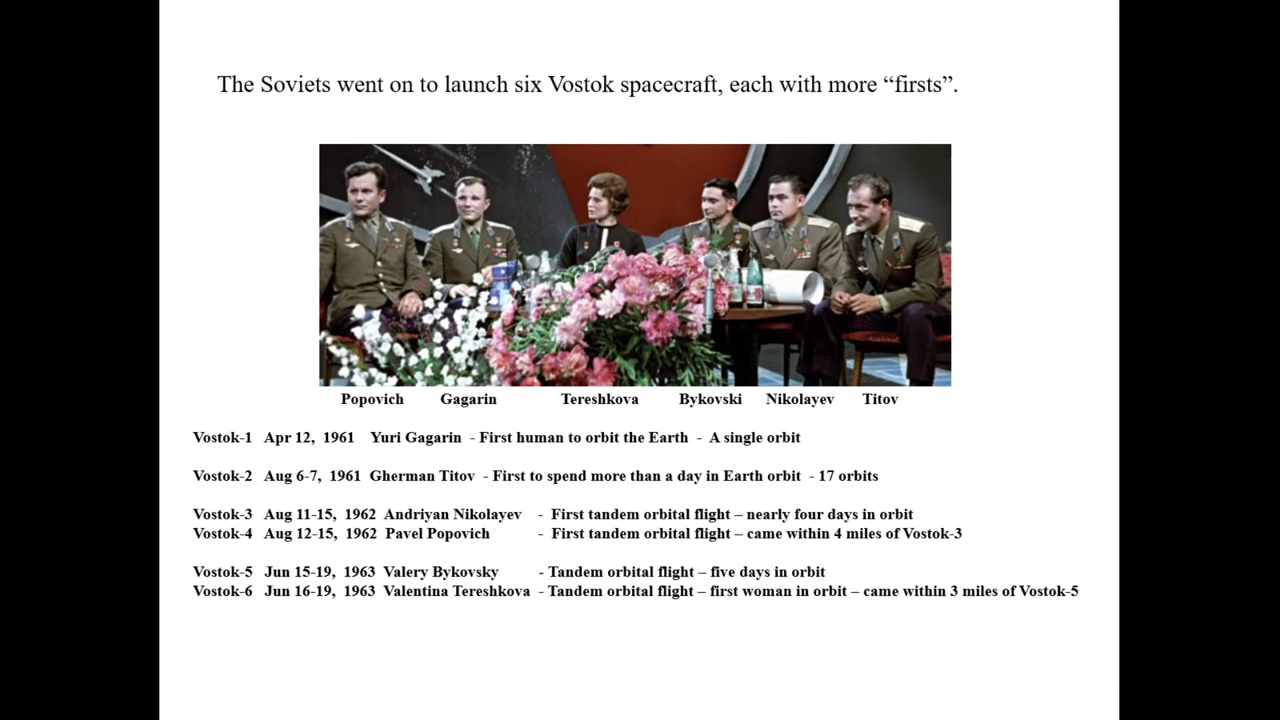 The Soviets went on to launch six Vostok spacecraft, each with more “firsts”.
Popovich Gagarin Tereshkova Bykovski Nikolayev Titov
Vostok-1 Apr 12, 1961 Yuri Gagarin - First human to orbit the Earth - A single orbit
Vostok-2 Aug 6-7, 1961 Gherman Titov - First to spend more than a day in Earth orbit - 17 orbits
Vostok-3 Aug 11-15, 1962 Andriyan Nikolayev - First tandem orbital flight – nearly four days in orbit
Vostok-4 Aug 12-15, 1962 Pavel Popovich - First tandem orbital flight – came within 4 miles of Vostok-3
Vostok-5 Jun 15-19, 1963 Valery Bykovsky - Tandem orbital flight – five days in orbit
Vostok-6 Jun 16-19, 1963 Valentina Tereshkova - Tandem orbital flight – first woman in orbit – came within 3 miles of Vostok-5